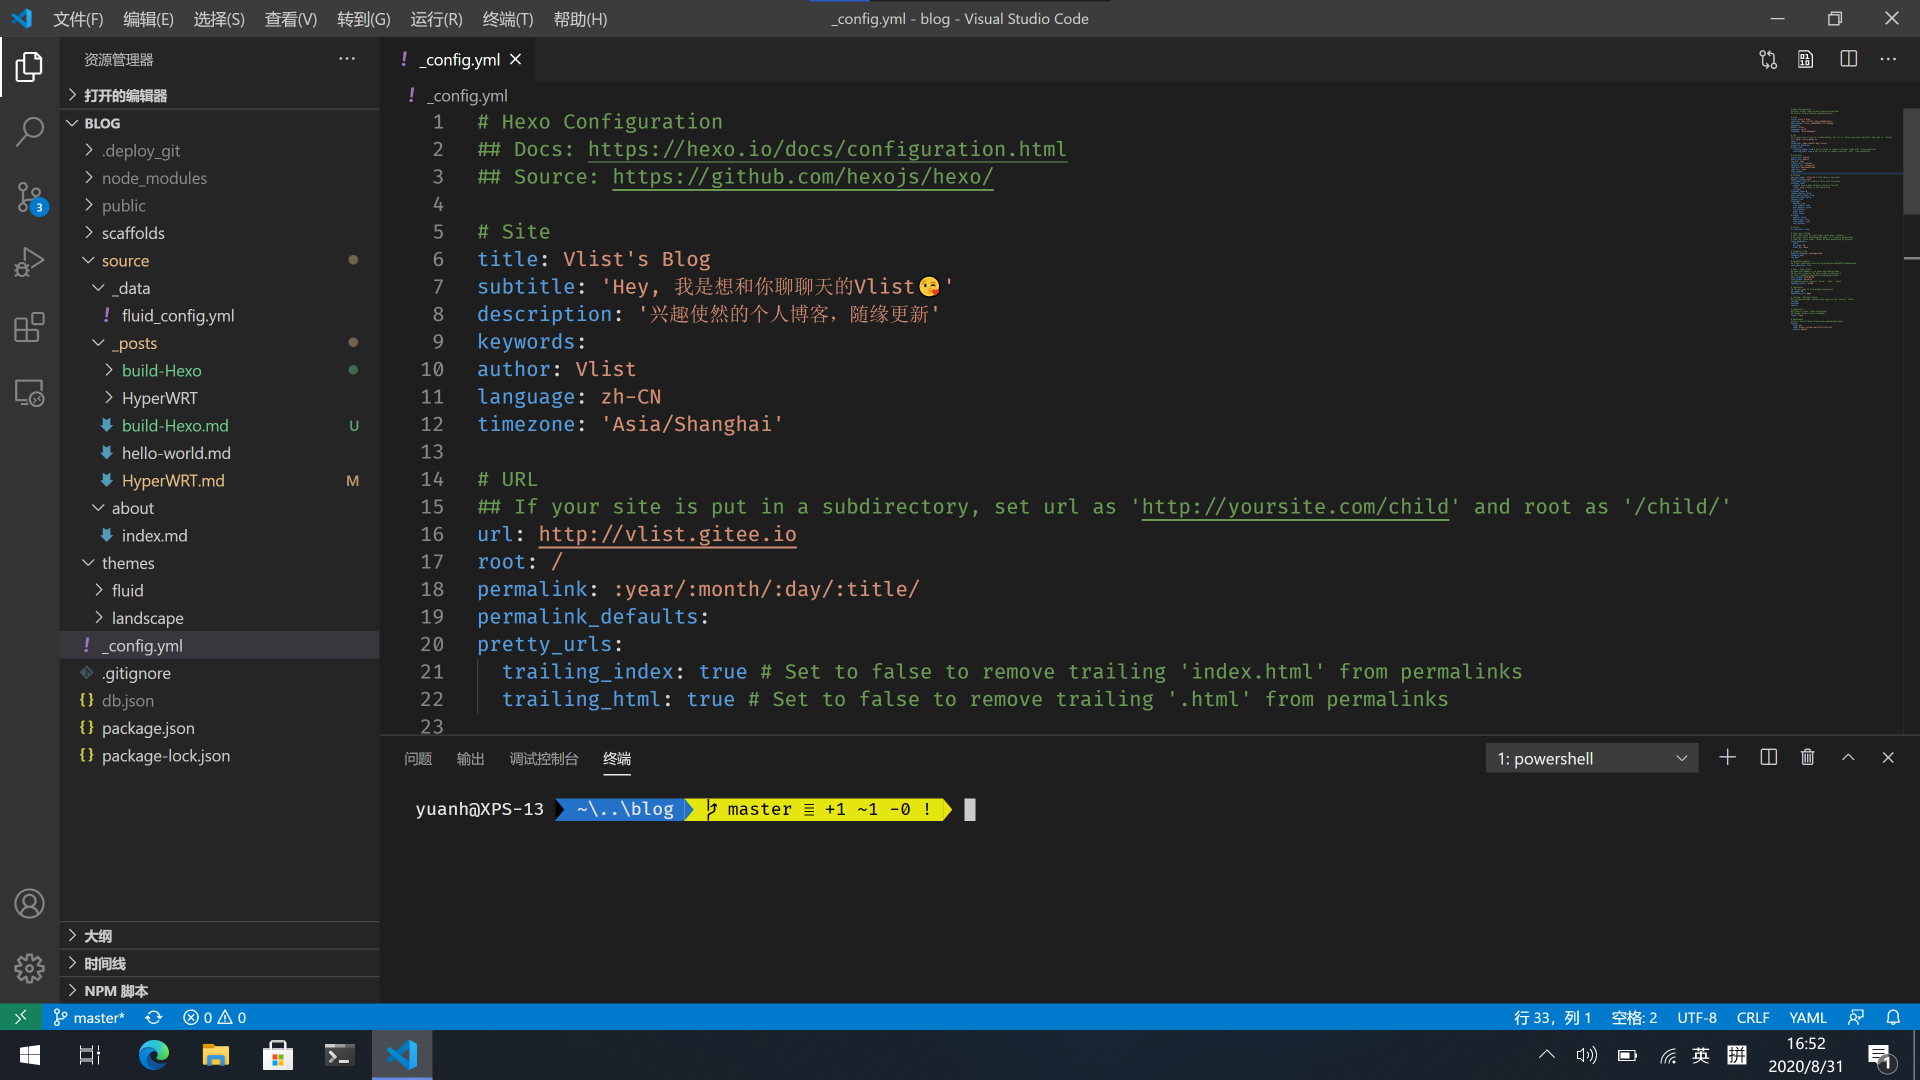 文件(F) 编辑(E) 选择(S) 查看(V) 转到(G) 运行(R) 终端(T) 帮助(H)
_config.yml - blog - Visual Studio Code
资源管理器
打开的编辑器
BLOG
.deploy_git
node_modules
public
scaffolds
source
_data
! fluid_config.yml
_posts
build-Hexo
HyperWRT
build-Hexo.md U
hello-world.md
HyperWRT.md M
about
index.md
themes
fluid
landscape
! _config.yml
.gitignore
{} db.json
{} package.json
{} package-lock.json
大纲
时间线
NPM 脚本
3
! _config.yml
! _config.yml
1 # Hexo Configuration
2 ## Docs: https://hexo.io/docs/configuration.html
3 ## Source: https://github.com/hexojs/hexo/
4
5 # Site
6 title: Vlist's Blog
7 subtitle: 'Hey, 我是想和你聊聊天的Vlist😘'
8 description: '兴趣使然的个人博客，随缘更新'
9 keywords:
10 author: Vlist
11 language: zh-CN
12 timezone: 'Asia/Shanghai'
13
14 # URL
15 ## If your site is put in a subdirectory, set url as 'http://yoursite.com/child' and root as '/child/'
16 url: http://vlist.gitee.io
17 root: /
18 permalink: :year/:month/:day/:title/
19 permalink_defaults:
20 pretty_urls:
21 trailing_index: true # Set to false to remove trailing 'index.html' from permalinks
22 trailing_html: true # Set to false to remove trailing '.html' from permalinks
23
问题 输出 调试控制台 终端
1: powershell
yuanh@XPS-13 ~\..\blog master ≡ +1 ~1 -0 !
master* 0 0
行 33，列 1 空格: 2 UTF-8 CRLF YAML
英 拼
16:52
2020/8/31
1